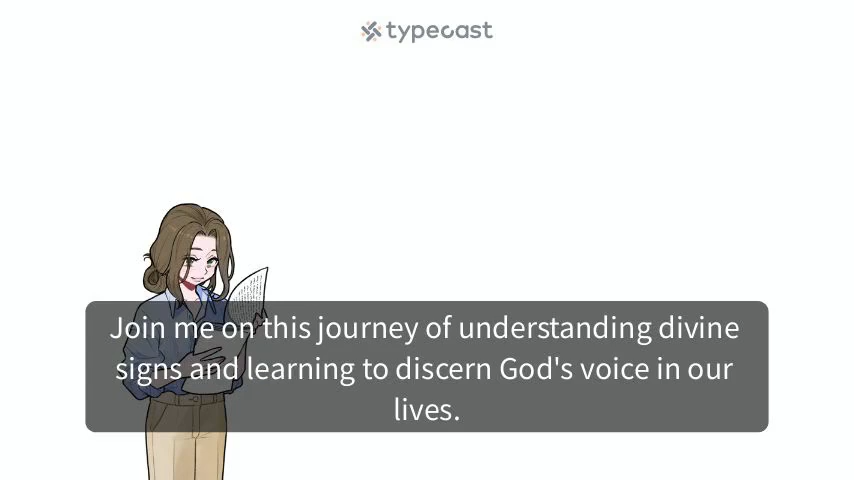 typecast
Join me on this journey of understanding divine
signs and learning to discern God's voice in our
lives.